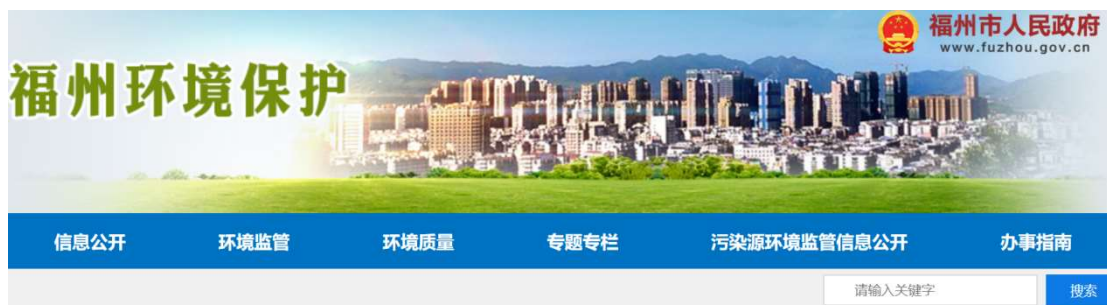 福州市人民政府
www.fuzhou.gov.cn
福州环境保护
信息公开 环境监管 环境质量 专题专栏 污染源环境监管信息公开 办事指南
请输入关键字 搜索